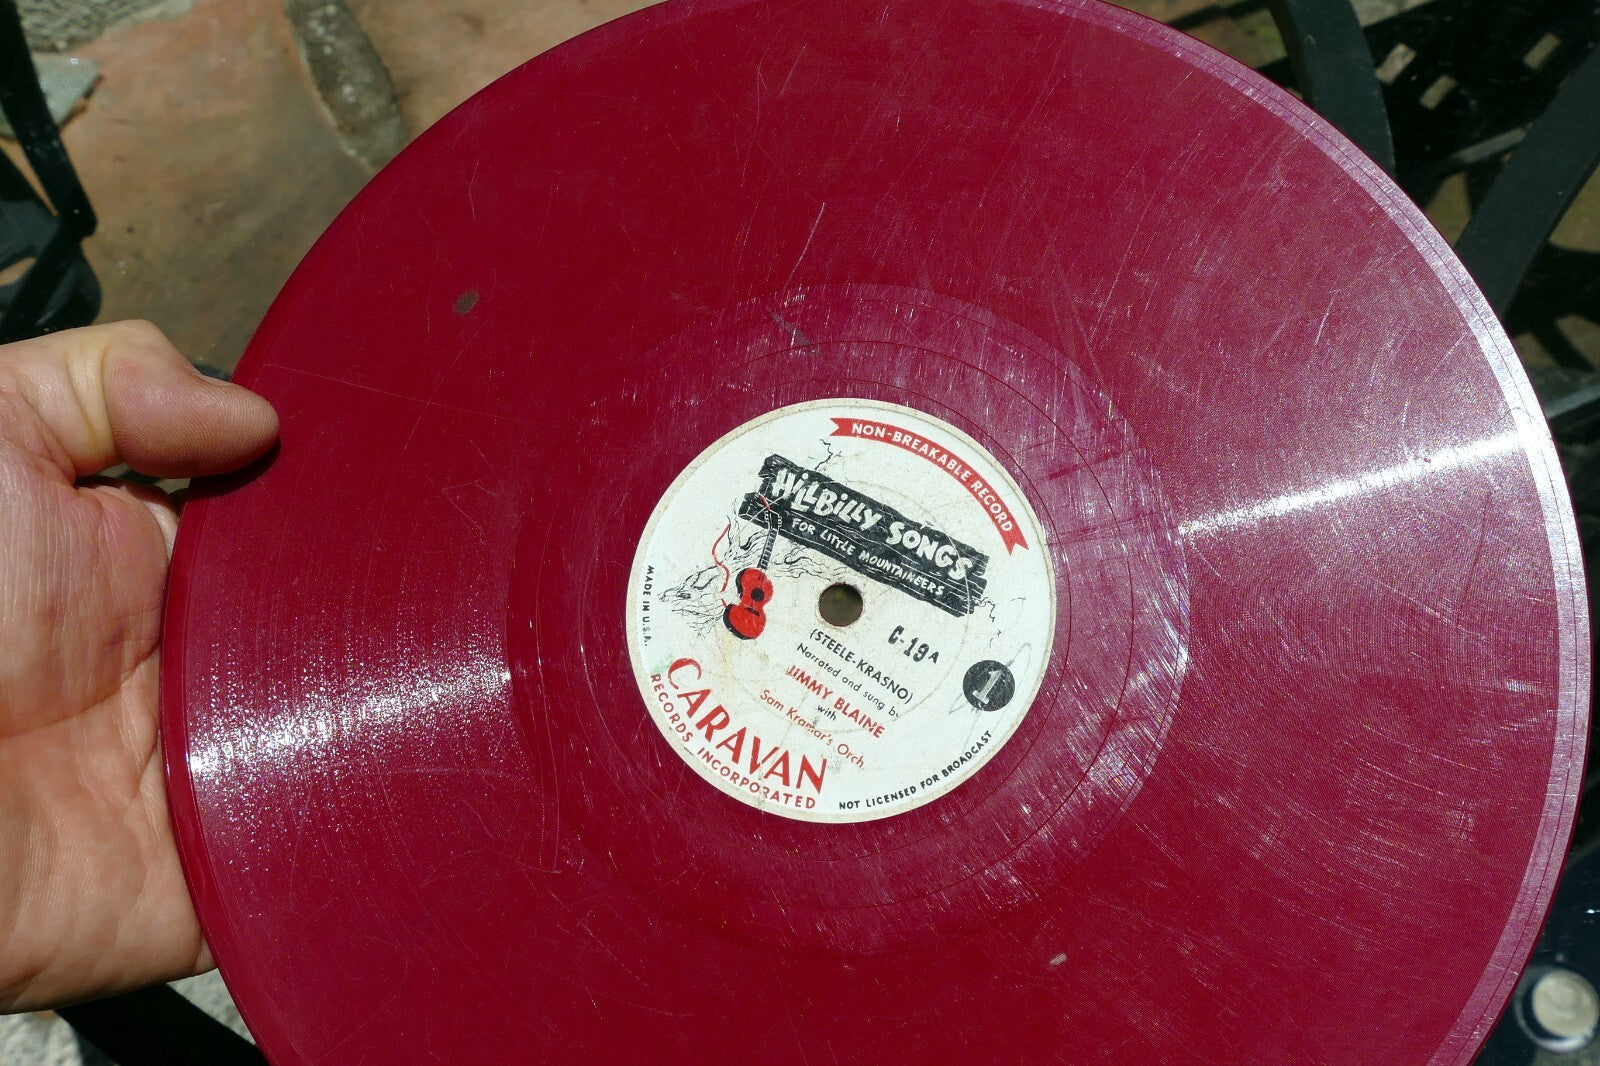 NON-BREAKABLE RECORD
HILLBILLY SONGS
FOR LITTLE MOUNTAINEERS
MADE IN U.S.A.
C-19A
(STEELE-KRASNO)
Narrated and sung by
1
JIMMY BLAINE
with
Sam Kramar's Orch.
CARAVAN
RECORDS INCORPORATED
NOT LICENSED FOR BROADCAST